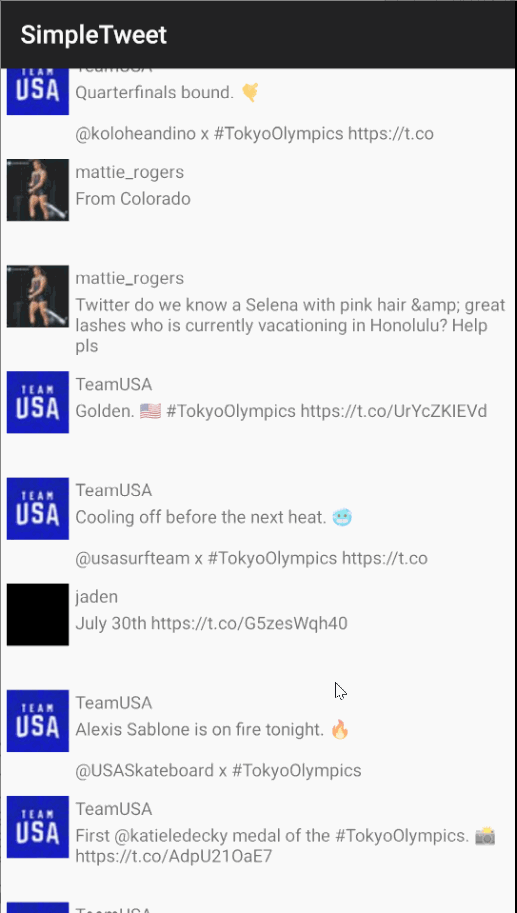 SimpleTweet
TEAM
USA
TeamUSA
Quarterfinals bound. 🤙
@koloheandino x #TokyoOlympics https://t.co
mattie_rogers
From Colorado
mattie_rogers
Twitter do we know a Selena with pink hair &amp; great
lashes who is currently vacationing in Honolulu? Help
pls
TEAM
USA
TeamUSA
Golden. 🇺🇸 #TokyoOlympics https://t.co/UrYcZKlEVd
TEAM
USA
TeamUSA
Cooling off before the next heat. 🥶
@usasurfteam x #TokyoOlympics https://t.co
jaden
July 30th https://t.co/G5zesWqh40
TEAM
USA
TeamUSA
Alexis Sablone is on fire tonight. 🔥
@USASkateboard x #TokyoOlympics
TEAM
USA
TeamUSA
First @katieledecky medal of the #TokyoOlympics. 📸
https://t.co/AdpU21OaE7
TeamUSA